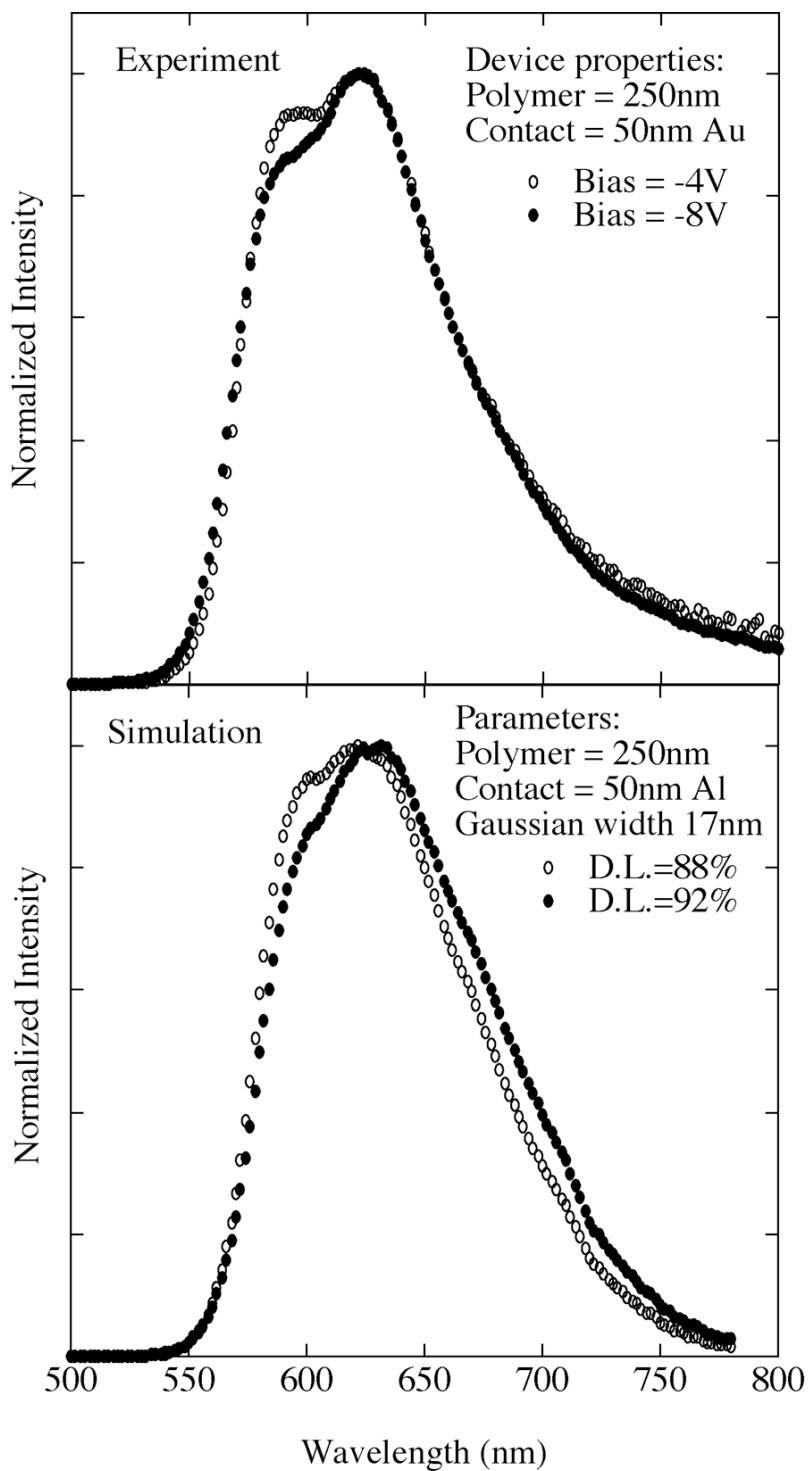 Experiment
Device properties:
Polymer = 250nm
Contact = 50nm Au
Bias = -4V
Bias = -8V
Normalized Intensity
Simulation
Parameters:
Polymer = 250nm
Contact = 50nm Al
Gaussian width 17nm
D.L.=88%
D.L.=92%
Normalized Intensity
500 550 600 650 700 750 800
Wavelength (nm)